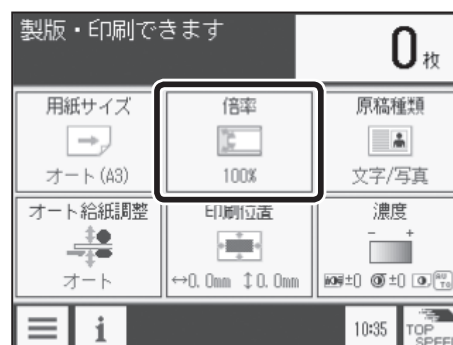 製版・印刷できます
0枚
用紙サイズ
倍率
原稿種類
オート(A3)
100%
文字/写真
オート給紙調整
印刷位置
濃度
- +
オート
↔0.0mm ↕0.0mm
±0 ±0
i
10:35
TOP
SPEED